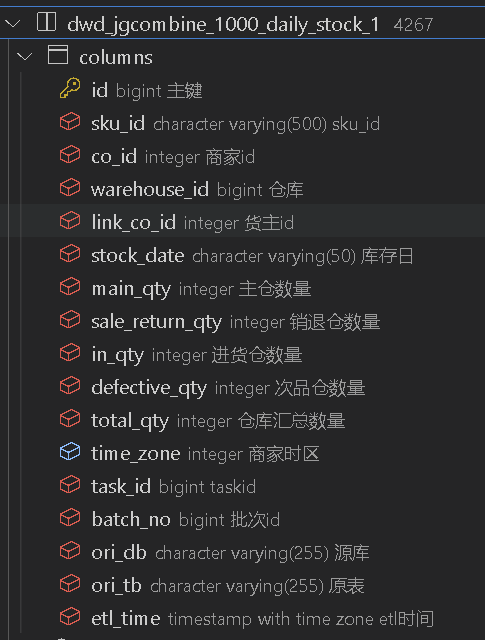 dwd_jgcombine_1000_daily_stock_1 4267
columns
id bigint 主键
sku_id character varying(500) sku_id
co_id integer 商家id
warehouse_id bigint 仓库
link_co_id integer 货主id
stock_date character varying(50) 库存日
main_qty integer 主仓数量
sale_return_qty integer 销退仓数量
in_qty integer 进货仓数量
defective_qty integer 次品仓数量
total_qty integer 仓库汇总数量
time_zone integer 商家时区
task_id bigint taskid
batch_no bigint 批次id
ori_db character varying(255) 源库
ori_tb character varying(255) 原表
etl_time timestamp with time zone etl时间